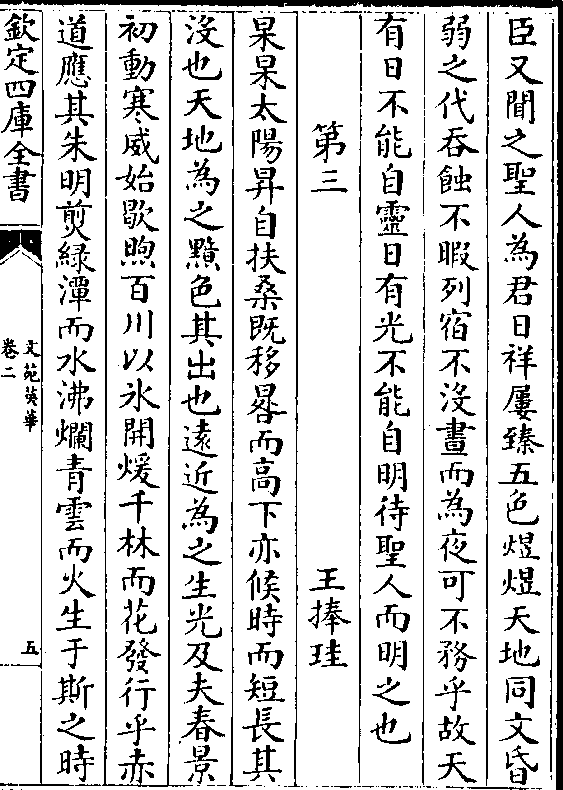 臣又聞之聖人為君日祥屢臻五色煜煜天地同文昏
弱之代吞蝕不暇列宿不沒晝而為夜可不務乎故天
有日不能自靈日有光不能自明待聖人而明之也
第三　王捧珪
杲杲太陽昇自扶桑既移晷而高下亦候時而短長其
沒也天地為之黲色其出也遠近為之生光及夫春景
初動寒威始歇煦百川以氷開煖千林而花發行乎赤
道應其朱明煎緑潭而水沸爛青雲而火生于斯之時
欽定四庫全書
文苑英華
卷二
五